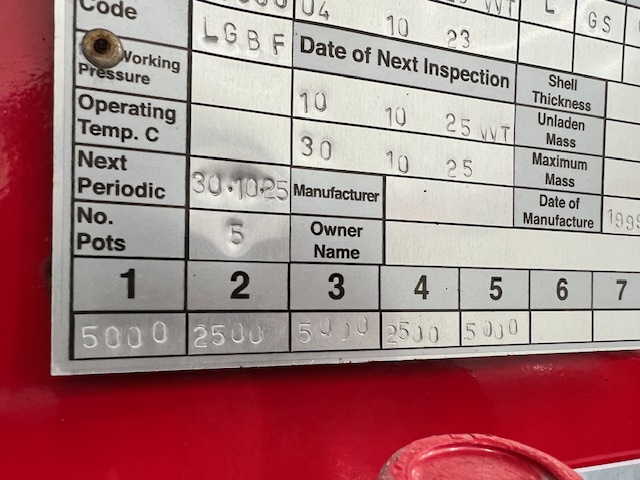 Code
04
WT
L
GS
LGBF
10 10 23
Date of Next Inspection
Working Pressure
Shell Thickness
Operating Temp. C
10 10 25 WT
Unladen Mass
30 10 25
Maximum Mass
Next Periodic
30·10·25
Manufacturer
Date of Manufacture
No. Pots
5
Owner Name
1 2 3 4 5 6 7
5000 2500 5000 2500 5000